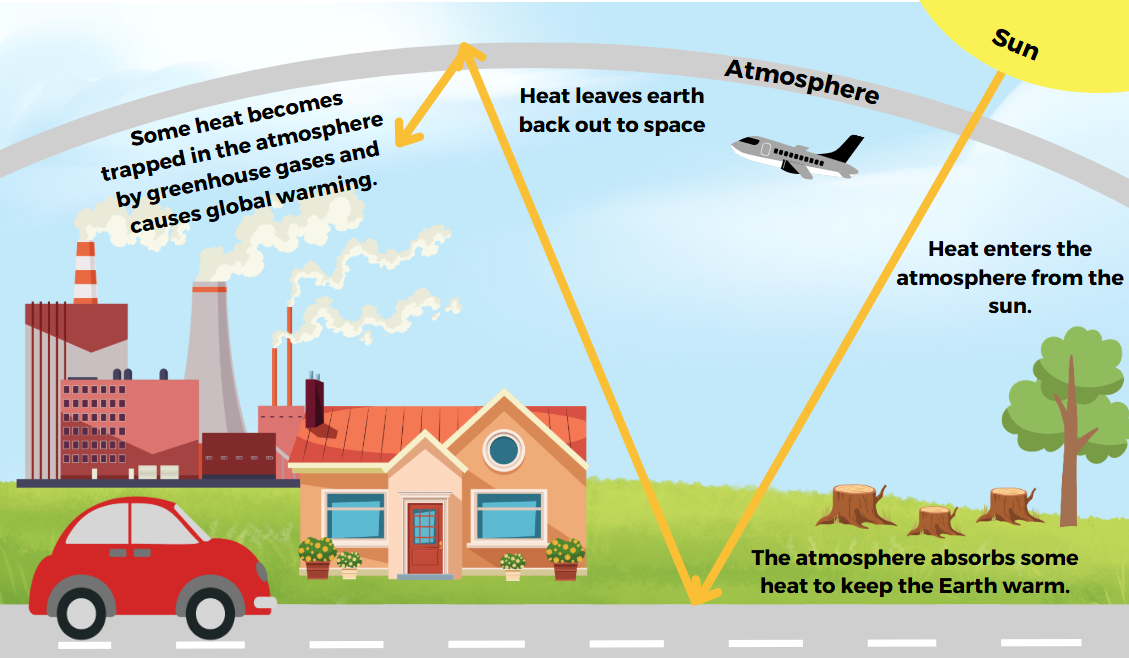 Sun
Atmosphere
Some heat becomes
trapped in the atmosphere
by greenhouse gases and
causes global warming.
Heat leaves earth
back out to space
Heat enters the
atmosphere from the
sun.
The atmosphere absorbs some
heat to keep the Earth warm.